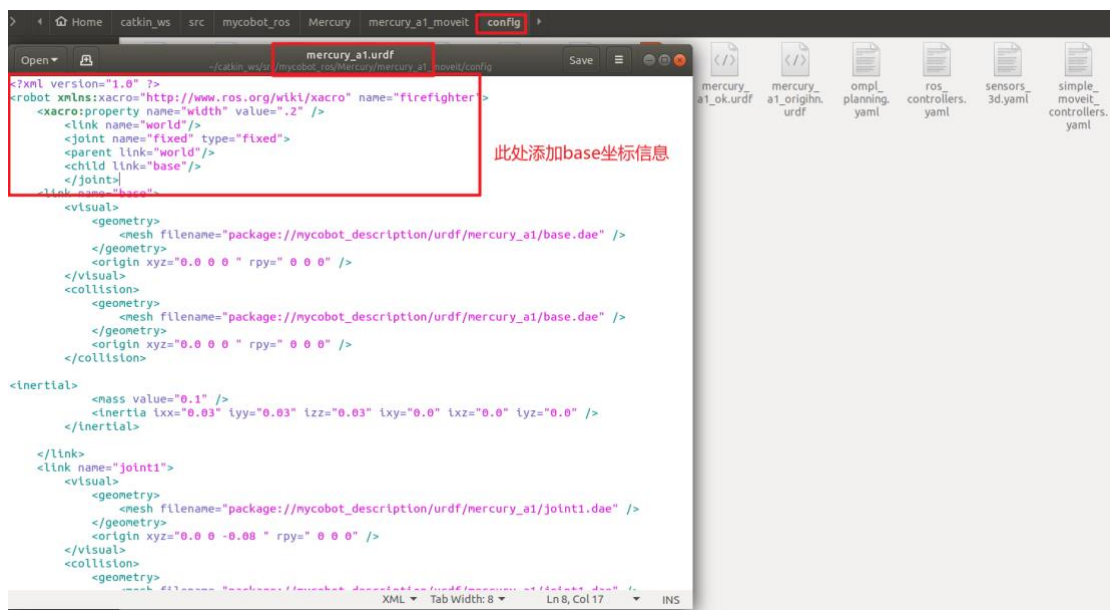 Home catkin_ws src mycobot_ros Mercury mercury_a1_moveit config
Open mercury_a1.urdf Save
~/catkin_ws/src/mycobot_ros/Mercury/mercury_a1_moveit/config
<?xml version="1.0" ?>
<robot xmlns:xacro="http://www.ros.org/wiki/xacro" name="firefighter">
<xacro:property name="width" value=".2" />
<link name="world"/>
<joint name="fixed" type="fixed">
<parent link="world"/>
<child link="base"/>
</joint>
此处添加base坐标信息
<link name="base">
<visual>
<geometry>
<mesh filename="package://mycobot_description/urdf/mercury_a1/base.dae" />
</geometry>
<origin xyz="0.0 0 0 " rpy=" 0 0 0" />
</visual>
<collision>
<geometry>
<mesh filename="package://mycobot_description/urdf/mercury_a1/base.dae" />
</geometry>
<origin xyz="0.0 0 0 " rpy=" 0 0 0" />
</collision>
<inertial>
<mass value="0.1" />
<inertia ixx="0.03" iyy="0.03" izz="0.03" ixy="0.0" ixz="0.0" iyz="0.0" />
</inertial>
</link>
<link name="joint1">
<visual>
<geometry>
<mesh filename="package://mycobot_description/urdf/mercury_a1/joint1.dae" />
</geometry>
<origin xyz="0.0 0 -0.08 " rpy=" 0 0 0" />
</visual>
<collision>
<geometry>
<mesh filename="package://mycobot_description/urdf/mercury_a1/joint1.dae" />
XML Tab Width: 8 Ln 8, Col 17 INS
mercury_
a1_ok.urdf
mercury_
a1_origihn.
urdf
ompl_
planning.
yaml
ros_
controllers.
yaml
sensors_
3d.yaml
simple_
moveit_
controllers.
yaml